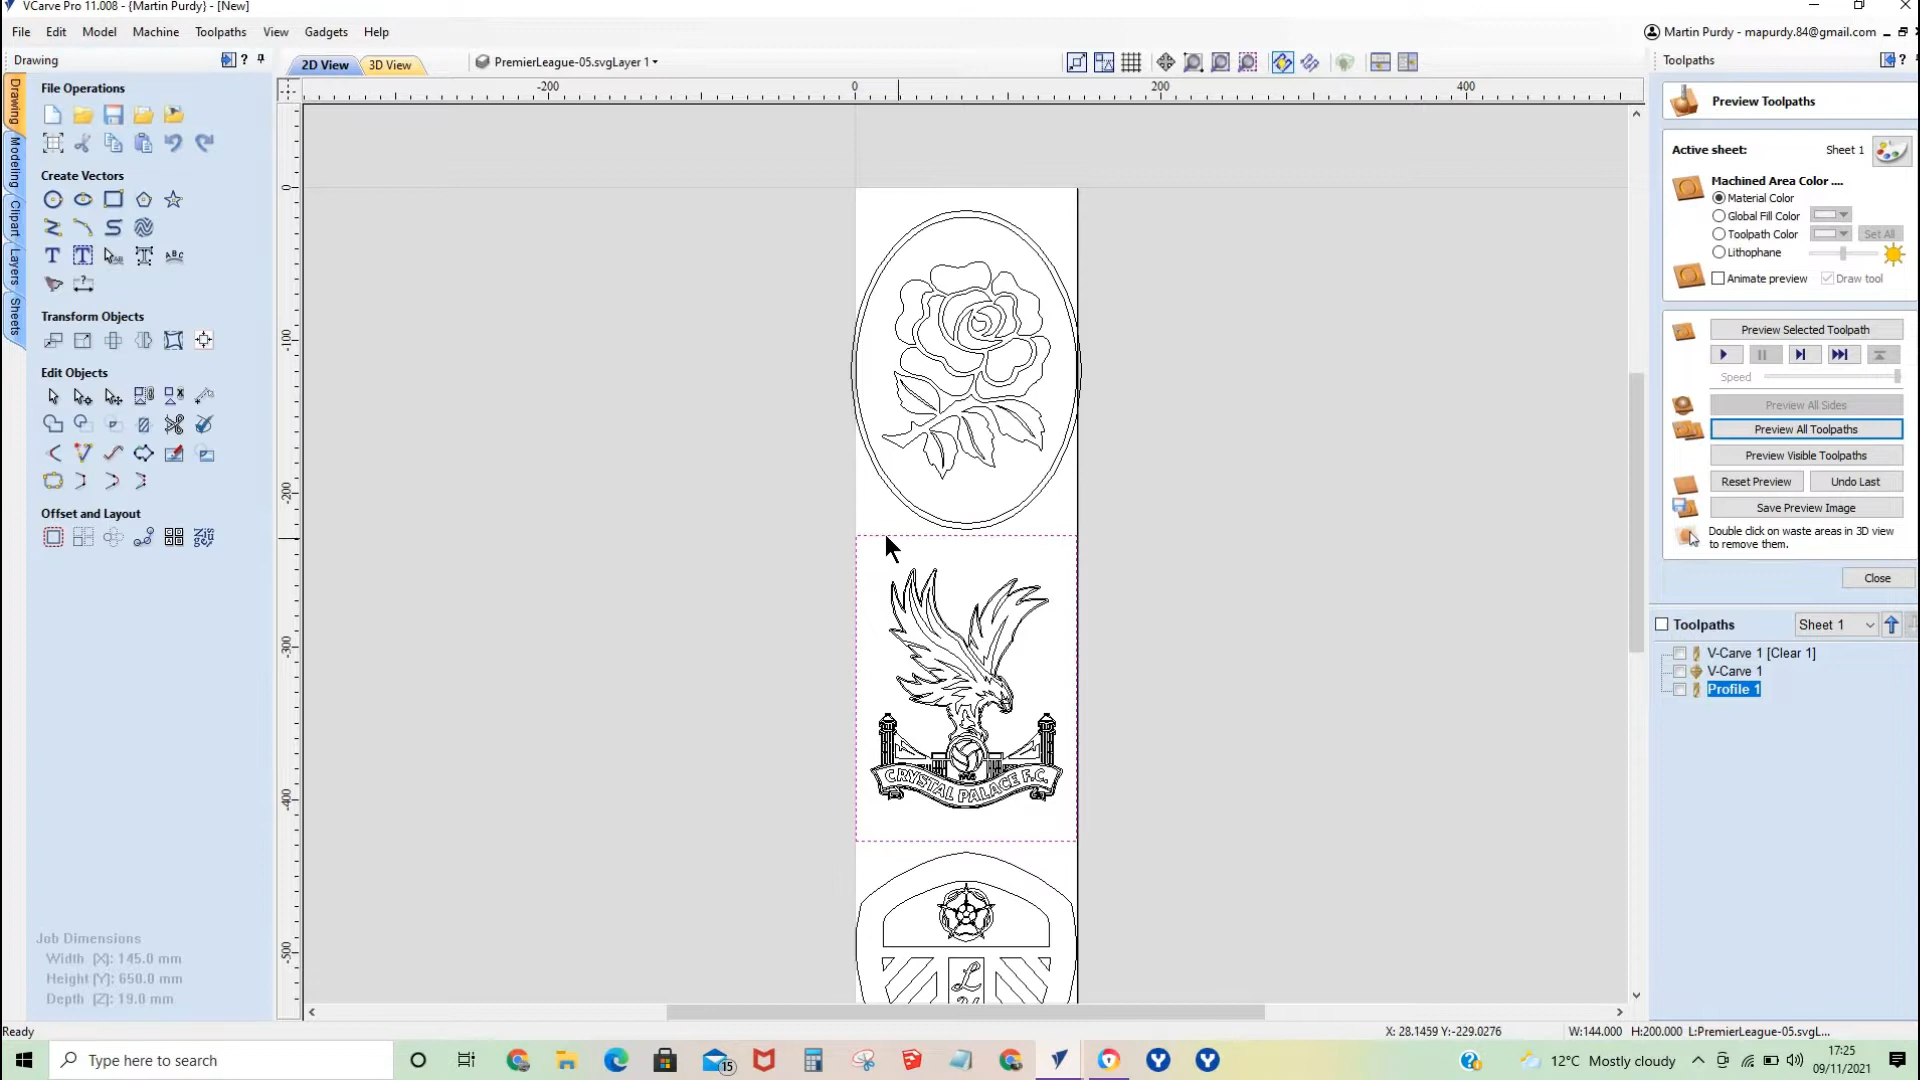 VCarve Pro 11.008 - {Martin Purdy} - [New]
File Edit Model Machine Toolpaths View Gadgets Help
Martin Purdy - mapurdy.84@gmail.com
Drawing
2D View
3D View
PremierLeague-05.svgLayer 1
Toolpaths
Drawing
Modeling
Clipart
Layers
Sheets
File Operations
Create Vectors
Transform Objects
Edit Objects
Offset and Layout
Job Dimensions
Width [X]: 145.0 mm
Height [Y]: 650.0 mm
Depth [Z]: 19.0 mm
-200 0 200 400
0
-100
-200
-300
-400
-500
CRYSTAL PALACE F.C.
L
Preview Toolpaths
Active sheet: Sheet 1
Machined Area Color ....
Material Color
Global Fill Color
Toolpath Color Set All
Lithophane
Animate preview Draw tool
Preview Selected Toolpath
Speed
Preview All Sides
Preview All Toolpaths
Preview Visible Toolpaths
Reset Preview Undo Last
Save Preview Image
Double click on waste areas in 3D view
to remove them.
Close
Toolpaths Sheet 1
V-Carve 1 [Clear 1]
V-Carve 1
Profile 1
Ready
X: 28.1459 Y:-229.0276
W:144.000 H:200.000 L:PremierLeague-05.svgL...
Type here to search
15
12°C Mostly cloudy
17:25
09/11/2021